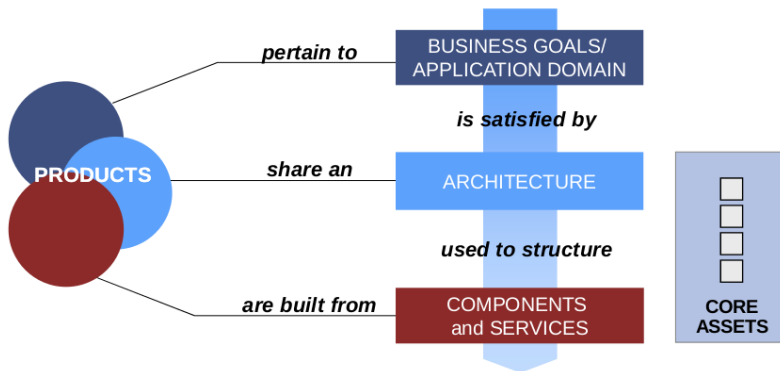 pertain to
BUSINESS GOALS/
APPLICATION DOMAIN
is satisfied by
PRODUCTS
share an
ARCHITECTURE
used to structure
are built from
COMPONENTS
and SERVICES
CORE
ASSETS